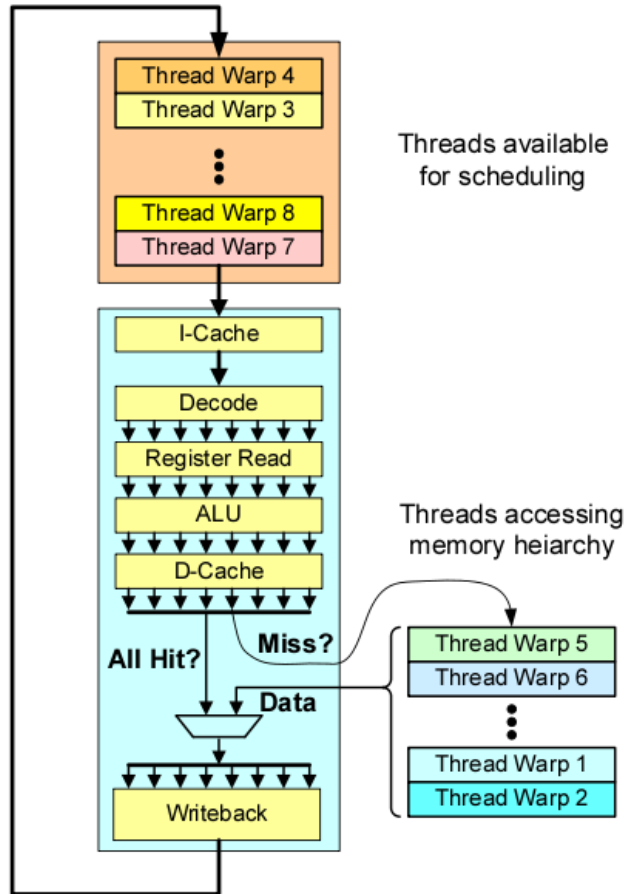 Thread Warp 4
Thread Warp 3
Threads available
for scheduling
Thread Warp 8
Thread Warp 7
I-Cache
Decode
Register Read
ALU
D-Cache
Threads accessing
memory heiarchy
All Hit?
Miss?
Data
Thread Warp 5
Thread Warp 6
Thread Warp 1
Thread Warp 2
Writeback